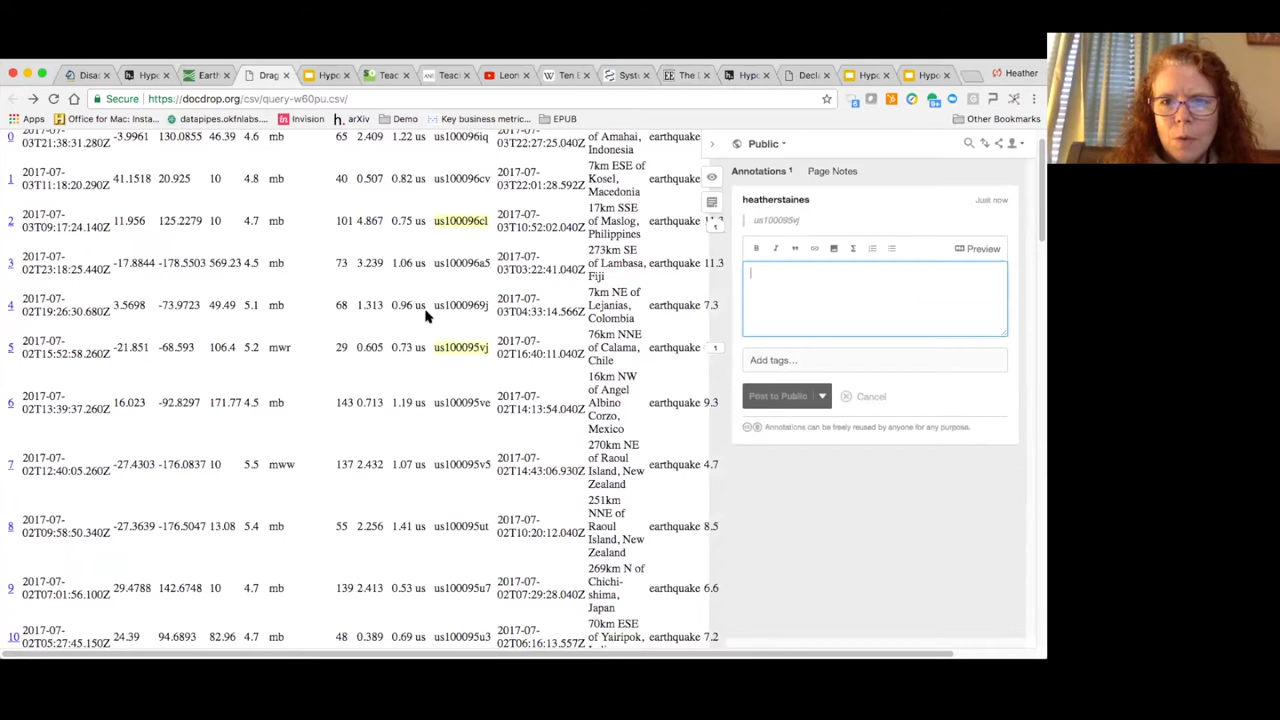 Disa
Hypo
Earth
Drag
Hypo
Teac
Teac
Leon
Ten i
Syst
The
Hypo
Decla
Hypo
Hypo
Heather
Secure https://docdrop.org/csv/query-w60pu.csv/
Apps
Office for Mac: Insta...
datapipes.okfnlabs...
Invision
arXiv
Demo
Key business metric...
EPUB
Other Bookmarks
0 2017-07-03T21:38:31.280Z -3.9961 130.0855 46.39 4.6 mb 65 2.409 1.22 us us100096iq 2017-07-03T22:27:25.040Z of Amahai, Indonesia earthquake
1 2017-07-03T11:18:20.290Z 41.1518 20.925 10 4.8 mb 40 0.507 0.82 us us100096cv 2017-07-03T22:01:28.592Z 7km ESE of Kosel, Macedonia earthquake
2 2017-07-03T09:17:24.140Z 11.956 125.2279 10 4.7 mb 101 4.867 0.75 us us100096cl 2017-07-03T10:52:02.040Z 17km SSE of Maslog, Philippines earthquake
3 2017-07-02T23:18:25.440Z -17.8844 -178.5503 569.23 4.5 mb 73 3.239 1.06 us us100096a5 2017-07-03T03:22:41.040Z 273km SE of Lambasa, Fiji earthquake 11.3
4 2017-07-02T19:26:30.680Z 3.5698 -73.9723 49.49 5.1 mb 68 1.313 0.96 us us1000969j 2017-07-03T04:33:14.566Z 7km NE of Lejanias, Colombia earthquake 7.3
5 2017-07-02T15:52:58.260Z -21.851 -68.593 106.4 5.2 mwr 29 0.605 0.73 us us100095vj 2017-07-02T16:40:11.040Z 76km NNE of Calama, Chile earthquake
6 2017-07-02T13:39:37.260Z 16.023 -92.8297 171.77 4.5 mb 143 0.713 1.19 us us100095ve 2017-07-02T14:13:54.040Z 16km NW of Angel Albino Corzo, Mexico earthquake 9.3
7 2017-07-02T12:40:05.260Z -27.4303 -176.0837 10 5.5 mww 137 2.432 1.07 us us100095v5 2017-07-02T14:43:06.930Z 270km NE of Raoul Island, New Zealand earthquake 4.7
8 2017-07-02T09:58:50.340Z -27.3639 -176.5047 13.08 5.4 mb 55 2.256 1.41 us us100095ut 2017-07-02T10:20:12.040Z 251km NNE of Raoul Island, New Zealand earthquake 8.5
9 2017-07-02T07:01:56.100Z 29.4788 142.6748 10 4.7 mb 139 2.413 0.53 us us100095u7 2017-07-02T07:29:28.040Z 269km N of Chichi-shima, Japan earthquake 6.6
10 2017-07-02T05:27:45.150Z 24.39 94.6893 82.96 4.7 mb 48 0.389 0.69 us us100095u3 2017-07-02T06:16:13.557Z 70km ESE of Yairipok, earthquake 7.2
1
1
Public
Annotations 1 Page Notes
heatherstaines Just now
us100095vj
B I Σ Preview
Add tags...
Post to Public Cancel
Annotations can be freely reused by anyone for any purpose.